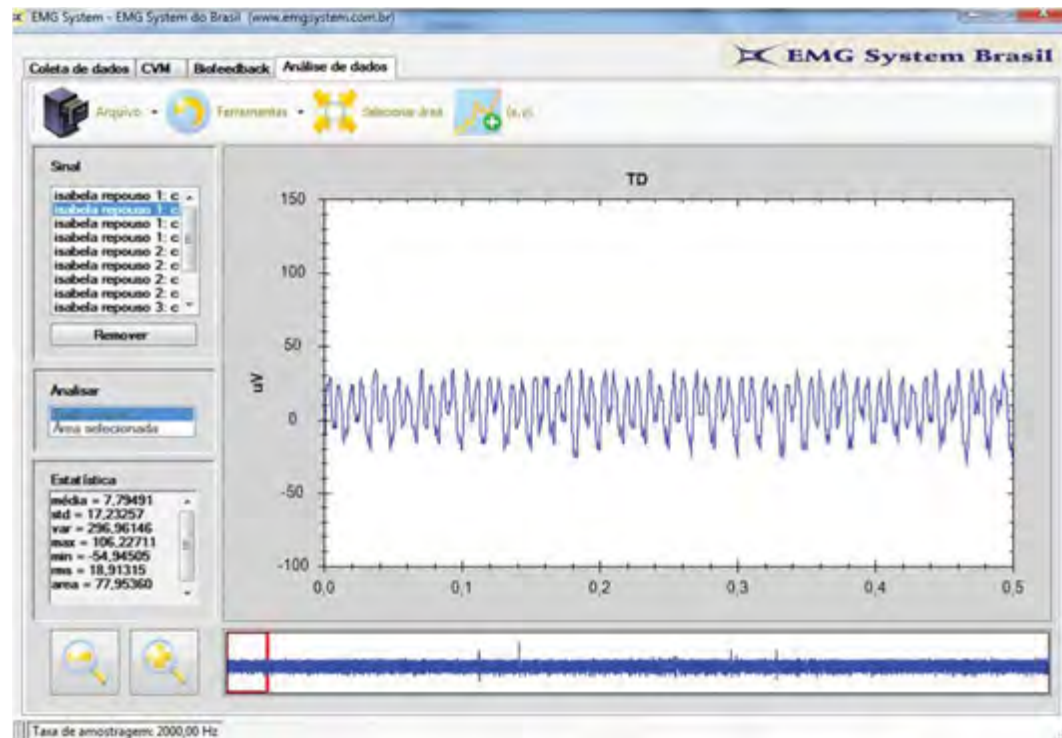 EMG System - EMG System do Brasil (www.emgsystem.com.br)
EMG System Brasil
Coleta de dados CVM Biofeedback Análise de dados
Arquivo Ferramentas Selecionar área (x, y)
Sinal
isabela repouso 1: c
isabela repouso 1: c
isabela repouso 1: c
isabela repouso 1: c
isabela repouso 2: c
isabela repouso 2: c
isabela repouso 2: c
isabela repouso 2: c
isabela repouso 3: c
Remover
Analisar
Área selecionada
Estatística
média = 7,79491
std = 17,23257
var = 296,96146
max = 106,22711
min = -54,94505
rms = 18,91315
area = 77,95360
TD
uV
150
100
50
0
-50
-100
0,0 0,1 0,2 0,3 0,4 0,5
Taxa de amostragem: 2000,00 Hz